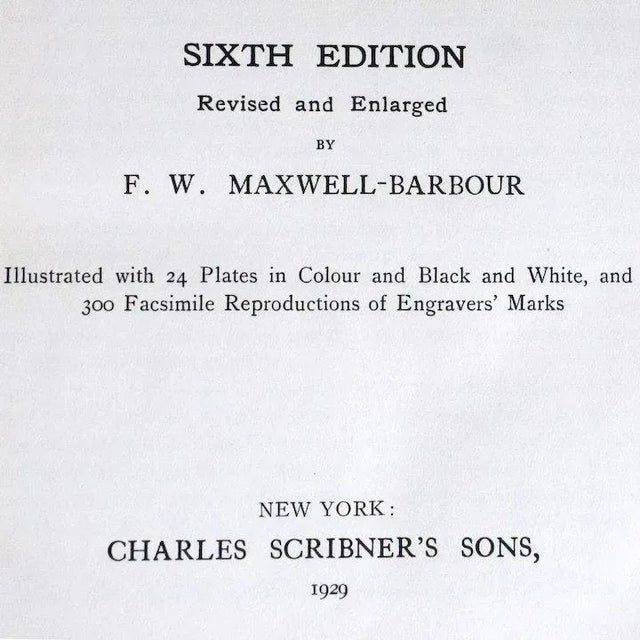 SIXTH EDITION
Revised and Enlarged
BY
F. W. MAXWELL-BARBOUR
Illustrated with 24 Plates in Colour and Black and White, and
300 Facsimile Reproductions of Engravers' Marks
NEW YORK:
CHARLES SCRIBNER'S SONS,
1929